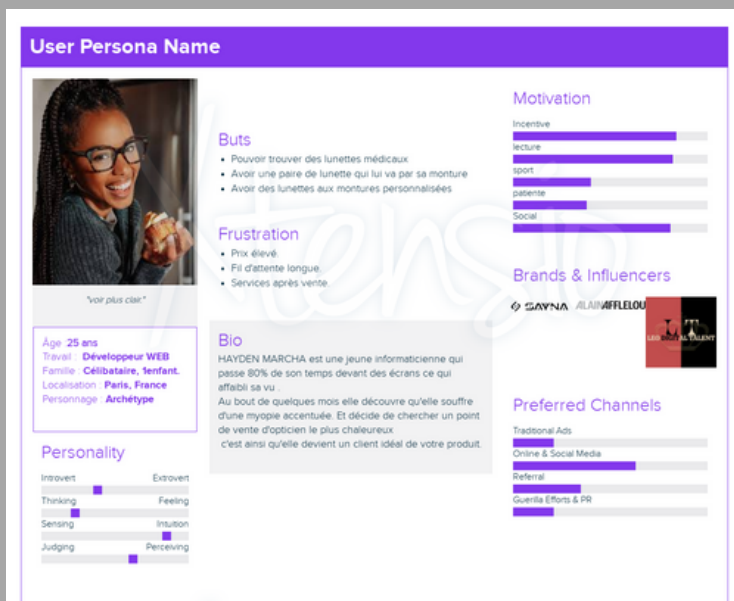 User Persona Name
"voir plus clair."
Âge 25 ans
Travail : Développeur WEB
Famille : Célibataire, 1enfant.
Localisation : Paris, France
Personnage : Archétype
Personality
Introvert Extrovert
Thinking Feeling
Sensing Intuition
Judging Perceiving
Buts
Pouvoir trouver des lunettes médicaux
Avoir une paire de lunette qui lui va par sa monture
Avoir des lunettes aux montures personnalisées
Frustration
Prix élevé.
Fil d'attente longue.
Services après vente.
Bio
HAYDEN MARCHA est une jeune informaticienne qui
passe 80% de son temps devant des écrans ce qui
affaibli sa vu .
Au bout de quelques mois elle découvre qu'elle souffre
d'une myopie accentuée. Et décide de chercher un point
de vente d'opticien le plus chaleureux
c'est ainsi qu'elle devient un client idéal de votre produit.
Motivation
Incentive
lecture
sport
patiente
Social
Brands & Influencers
ALAIN AFFLELOU
Preferred Channels
Traditional Ads
Online & Social Media
Referral
Guerilla Efforts & PR
Xtensio